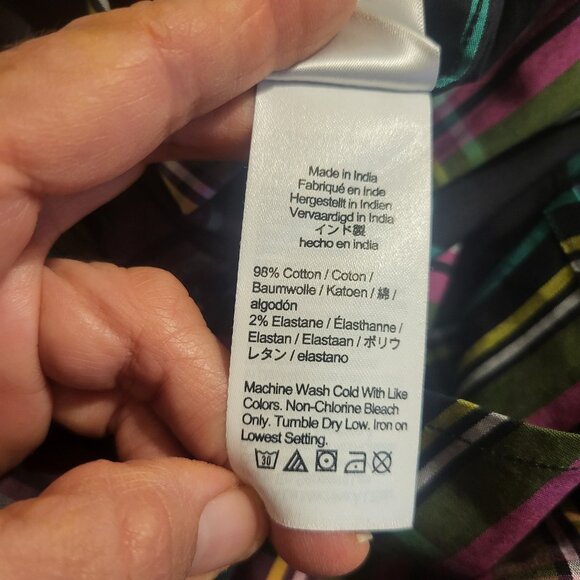 Made in India
Fabriqué en Inde
Hergestellt in Indien
Vervaardigd in India
インド製
hecho en india
98% Cotton / Coton /
Baumwolle / Katoen / 綿 /
algodón
2% Elastane / Élasthanne /
Elastan / Elastaan / ポリウ
レタン / elastano
Machine Wash Cold With Like
Colors. Non-Chlorine Bleach
Only. Tumble Dry Low. Iron on
Lowest Setting.
30